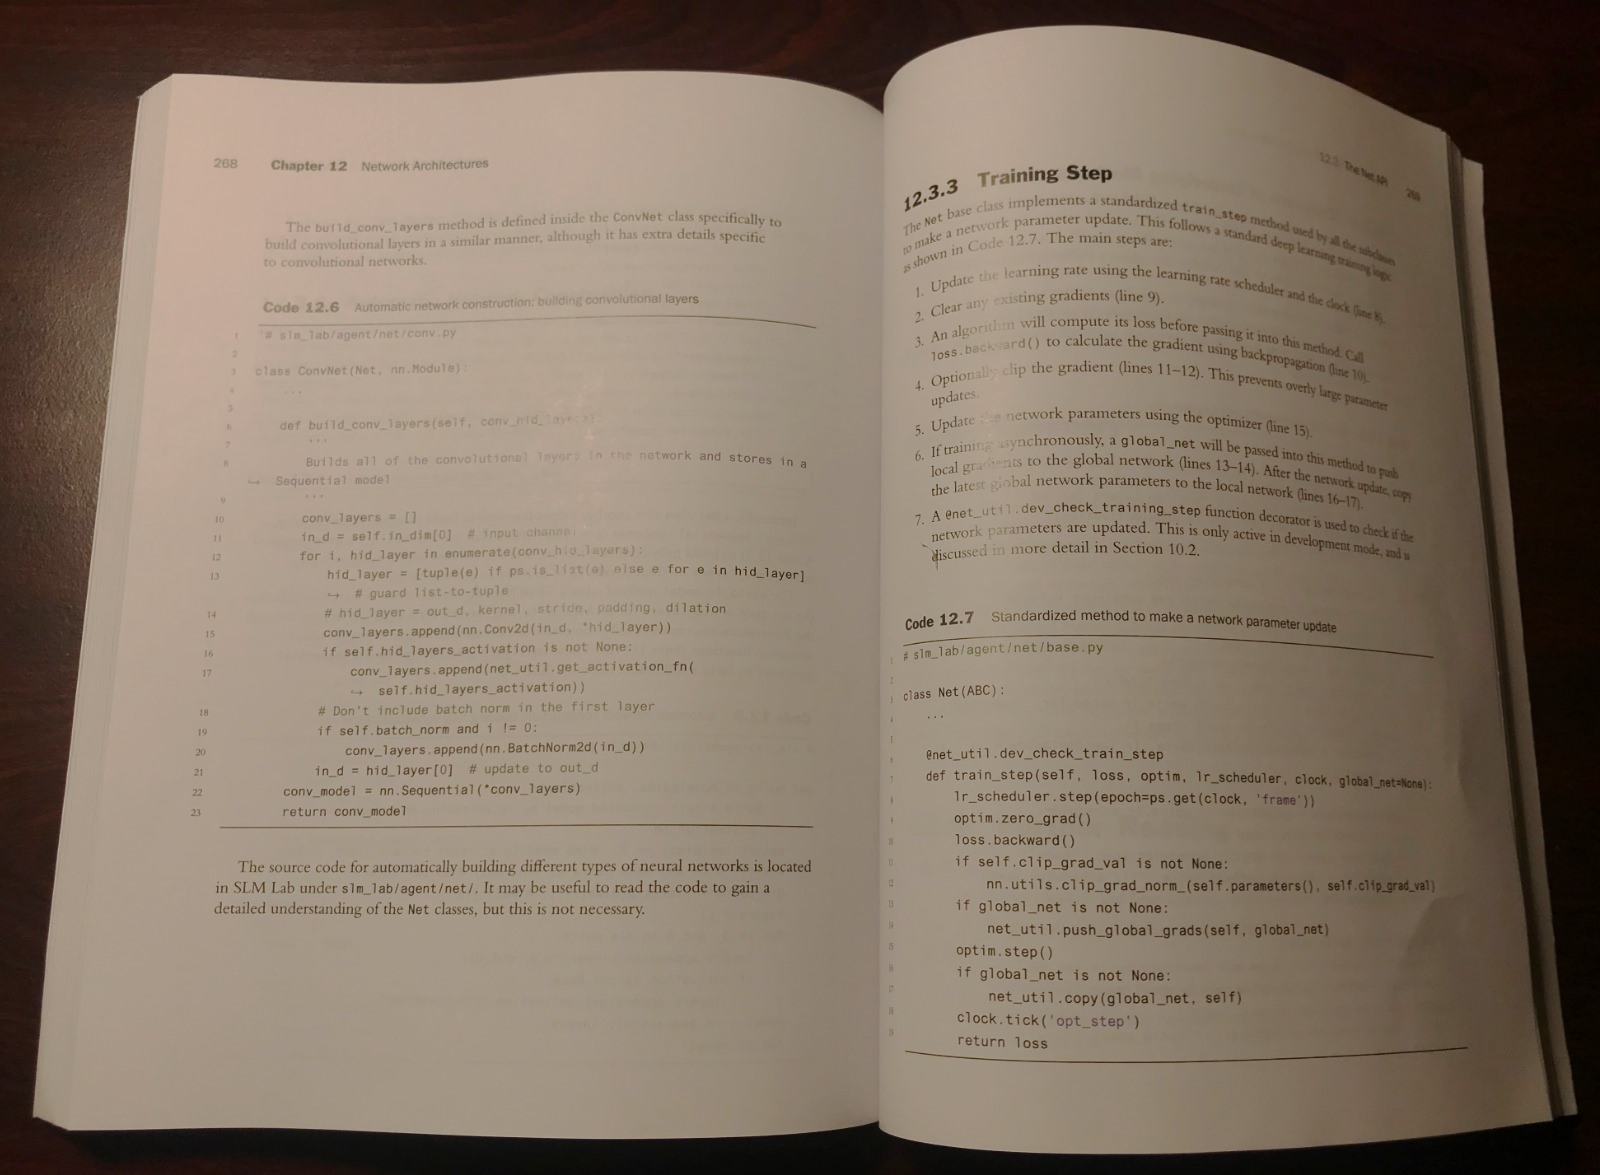 268 Chapter 12 Network Architectures
The build_conv_layers method is defined inside the ConvNet class specifically to
build convolutional layers in a similar manner, although it has extra details specific
to convolutional networks.
Code 12.6 Automatic network construction: building convolutional layers
1 # slm_lab/agent/net/conv.py
2
3 class ConvNet(Net, nn.Module):
4 ...
5
6 def build_conv_layers(self, conv_hid_layers):
7 '''
8 Builds all of the convolutional layers in the network and stores in a
↪ Sequential model
9 '''
10 conv_layers = []
11 in_d = self.in_dim[0] # input channel
12 for i, hid_layer in enumerate(conv_hid_layers):
13 hid_layer = [tuple(e) if ps.is_list(e) else e for e in hid_layer]
↪ # guard list-to-tuple
14 # hid_layer = out_d, kernel, stride, padding, dilation
15 conv_layers.append(nn.Conv2d(in_d, *hid_layer))
16 if self.hid_layers_activation is not None:
17 conv_layers.append(net_util.get_activation_fn(
↪ self.hid_layers_activation))
18 # Don't include batch norm in the first layer
19 if self.batch_norm and i != 0:
20 conv_layers.append(nn.BatchNorm2d(in_d))
21 in_d = hid_layer[0] # update to out_d
22 conv_model = nn.Sequential(*conv_layers)
23 return conv_model
The source code for automatically building different types of neural networks is located
in SLM Lab under slm_lab/agent/net/. It may be useful to read the code to gain a
detailed understanding of the Net classes, but this is not necessary.
12.3 The Net API 269
12.3.3 Training Step
The Net base class implements a standardized train_step method used by all the subclasses
to make a network parameter update. This follows a standard deep learning training logic
as shown in Code 12.7. The main steps are:
1. Update the learning rate using the learning rate scheduler and the clock (line 8).
2. Clear any existing gradients (line 9).
3. An algorithm will compute its loss before passing it into this method. Call
loss.backward() to calculate the gradient using backpropagation (line 10).
4. Optionally clip the gradient (lines 11–12). This prevents overly large parameter
updates.
5. Update the network parameters using the optimizer (line 15).
6. If training asynchronously, a global_net will be passed into this method to push
local gradients to the global network (lines 13–14). After the network update, copy
the latest global network parameters to the local network (lines 16–17).
7. A @net_util.dev_check_training_step function decorator is used to check if the
network parameters are updated. This is only active in development mode, and is
discussed in more detail in Section 10.2.
Code 12.7 Standardized method to make a network parameter update
1 # slm_lab/agent/net/base.py
2
3 class Net(ABC):
4 ...
5
6 @net_util.dev_check_train_step
7 def train_step(self, loss, optim, lr_scheduler, clock, global_net=None):
8 lr_scheduler.step(epoch=ps.get(clock, 'frame'))
9 optim.zero_grad()
10 loss.backward()
11 if self.clip_grad_val is not None:
12 nn.utils.clip_grad_norm_(self.parameters(), self.clip_grad_val)
13 if global_net is not None:
14 net_util.push_global_grads(self, global_net)
15 optim.step()
16 if global_net is not None:
17 net_util.copy(global_net, self)
18 clock.tick('opt_step')
19 return loss